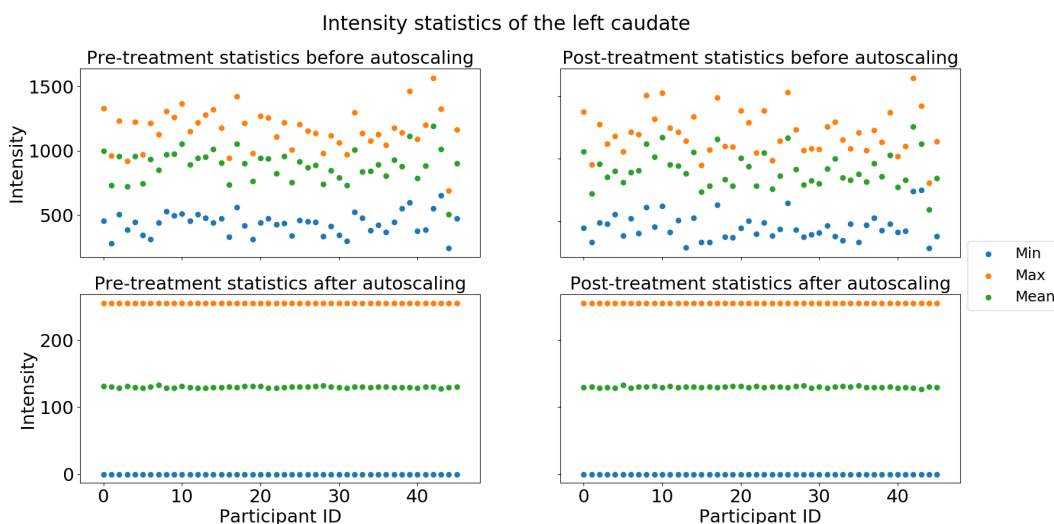 Intensity statistics of the left caudate
Pre-treatment statistics before autoscaling
Post-treatment statistics before autoscaling
1500
1000
500
Intensity
Min
Max
Mean
Pre-treatment statistics after autoscaling
Post-treatment statistics after autoscaling
200
100
0
Intensity
0 10 20 30 40
0 10 20 30 40
Participant ID
Participant ID